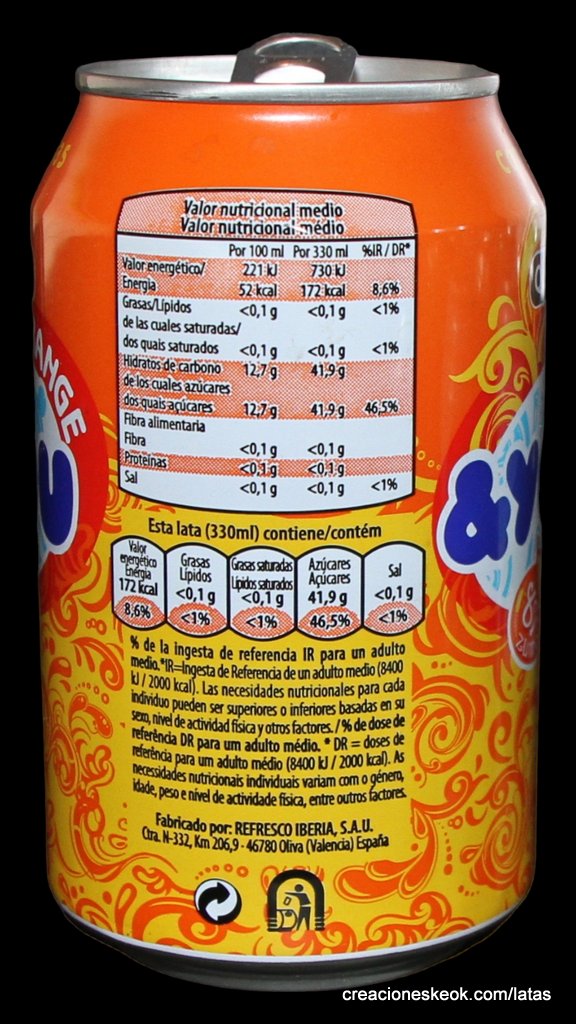 Valor nutricional medio
Valor nutricional médio
Por 100 ml Por 330 ml %IR / DR*
Valor energético/ 221 kJ 730 kJ
Energia 52 kcal 172 kcal 8,6%
Grasas/Lípidos <0,1 g <0,1 g <1%
de las cuales saturadas/
dos quais saturados <0,1 g <0,1 g <1%
Hidratos de carbono 12,7 g 41,9 g
de los cuales azúcares
dos quais açúcares 12,7 g 41,9 g 46,5%
Fibra alimentaria
Fibra <0,1 g <0,1 g
Proteínas <0,1 g <0,1 g
Sal <0,1 g <0,1 g <1%
ANGE
U
&
Esta lata (330ml) contiene/contém
Valor energético Energia 172 kcal 8,6%
Grasas Lípidos <0,1 g <1%
Grasas saturadas Lípidos saturados <0,1 g <1%
Azúcares Açúcares 41,9 g 46,5%
Sal <0,1 g <1%
% de la ingesta de referencia IR para un adulto
medio.*IR=Ingesta de Referencia de un adulto medio (8400
kJ / 2000 kcal). Las necesidades nutricionales para cada
individuo pueden ser superiores o inferiores basadas en su
sexo, nivel de actividad física y otros factores. / % de dose de
referência DR para um adulto médio. * DR = doses de
referência para um adulto médio (8400 kJ / 2000 kcal). As
necessidades nutricionais individuais variam com o género,
idade, peso e nível de actividade física, entre outros factores.
Fabricado por: REFRESCO IBERIA, S.A.U.
Ctra. N-332, Km 206,9 - 46780 Oliva (Valencia) España
creacioneskeok.com/latas